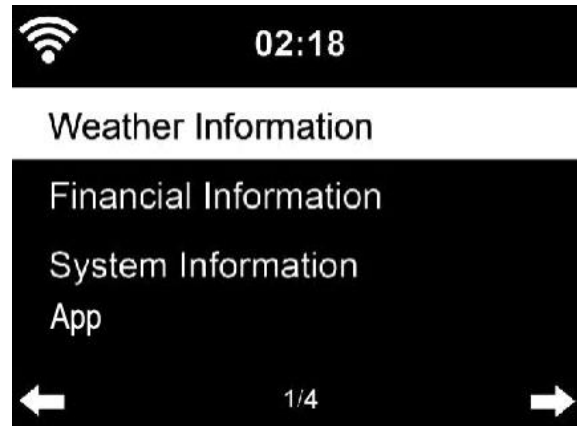 02:18
Weather Information
Financial Information
System Information
App
1/4